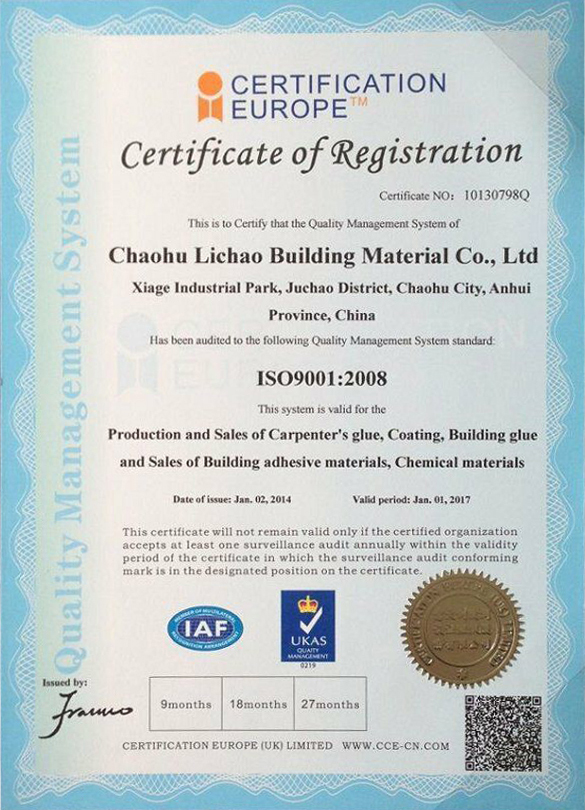 CERTIFICATION
EUROPE™
Certificate of Registration
Certificate NO： 10130798Q
This is to Certify that the Quality Management System of
Chaohu Lichao Building Material Co., Ltd
Xiage Industrial Park, Juchao District, Chaohu City, Anhui
Province, China
Has been audited to the following Quality Management System standard:
ISO9001:2008
This system is valid for the
Production and Sales of Carpenter's glue, Coating, Building glue
and Sales of Building adhesive materials, Chemical materials
Date of issue: Jan. 02, 2014 Valid period: Jan. 01, 2017
This certificate will not remain valid only if the certified organization
accepts at least one surveillance audit annually within the validity
period of the certificate in which the surveillance audit conforming
mark is in the designated position on the certificate.
Quality Management System
MEMBER OF MULTILATERAL
IAF
RECOGNITION ARRANGEMENT
UKAS
QUAITY
MANAGEMENT
0219
Issued by:
9months 18months 27months
CERTIFICATION EUROPE (UK) LIMITED WWW.CCE-CN.COM